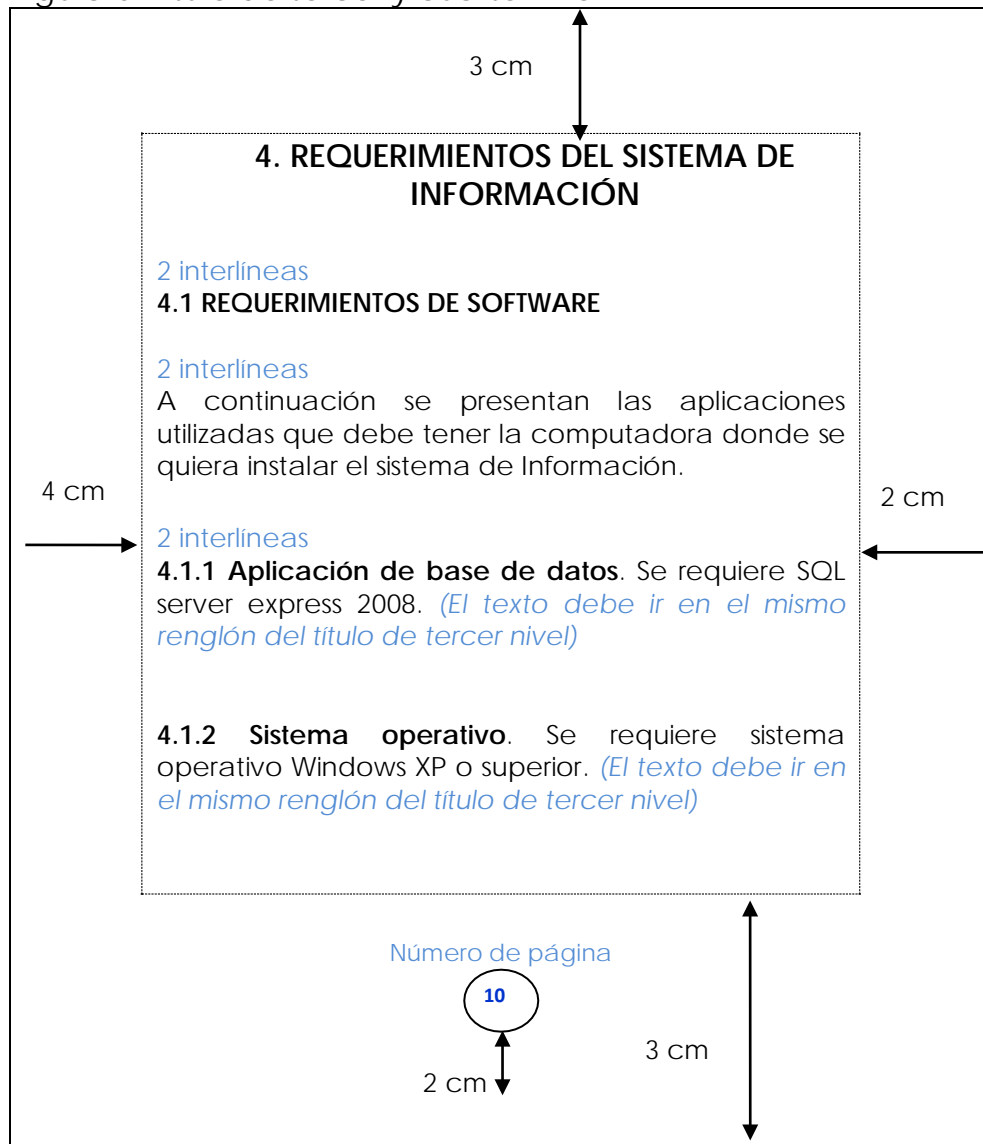 3 cm
4. REQUERIMIENTOS DEL SISTEMA DE
INFORMACIÓN
2 interlíneas
4.1 REQUERIMIENTOS DE SOFTWARE
2 interlíneas
A continuación se presentan las aplicaciones
utilizadas que debe tener la computadora donde se
quiera instalar el sistema de Información.
4 cm
2 cm
2 interlíneas
4.1.1 Aplicación de base de datos. Se requiere SQL
server express 2008. (El texto debe ir en el mismo
renglón del título de tercer nivel)
4.1.2 Sistema operativo. Se requiere sistema
operativo Windows XP o superior. (El texto debe ir en
el mismo renglón del título de tercer nivel)
Número de página
10
3 cm
2 cm